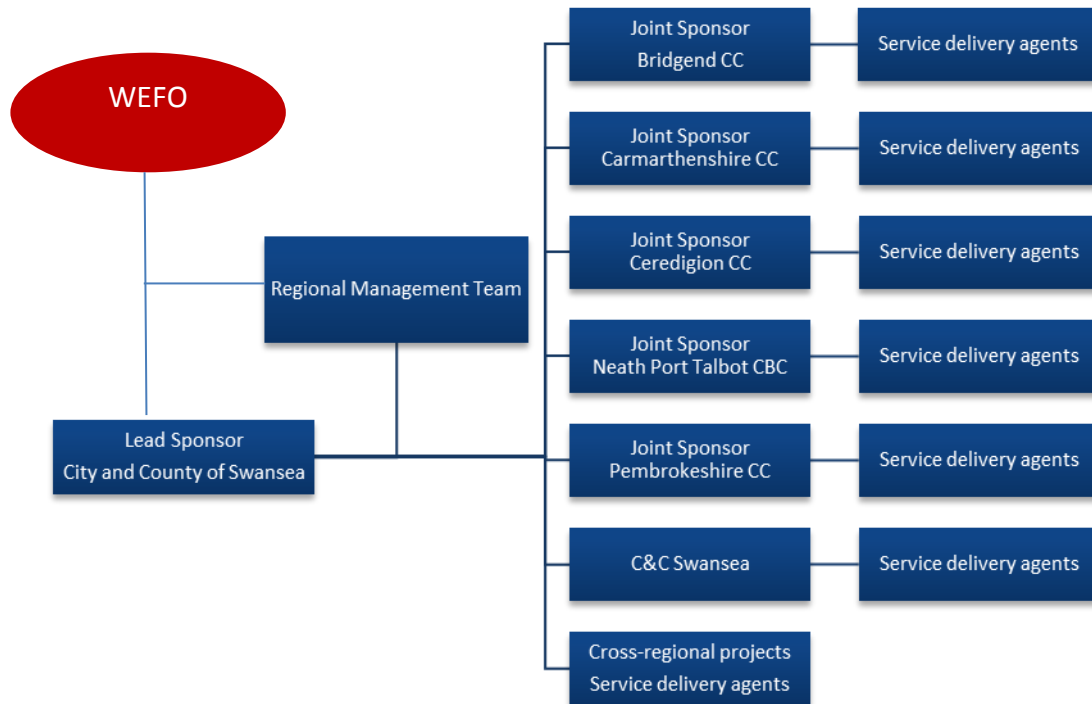 WEFO
Regional Management Team
Lead Sponsor
City and County of Swansea
Joint Sponsor
Bridgend CC
Service delivery agents
Joint Sponsor
Carmarthenshire CC
Service delivery agents
Joint Sponsor
Ceredigion CC
Service delivery agents
Joint Sponsor
Neath Port Talbot CBC
Service delivery agents
Joint Sponsor
Pembrokeshire CC
Service delivery agents
C&C Swansea
Service delivery agents
Cross-regional projects
Service delivery agents